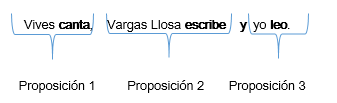 Vives canta, Vargas Llosa escribe y yo leo.
Proposición 1 Proposición 2 Proposición 3